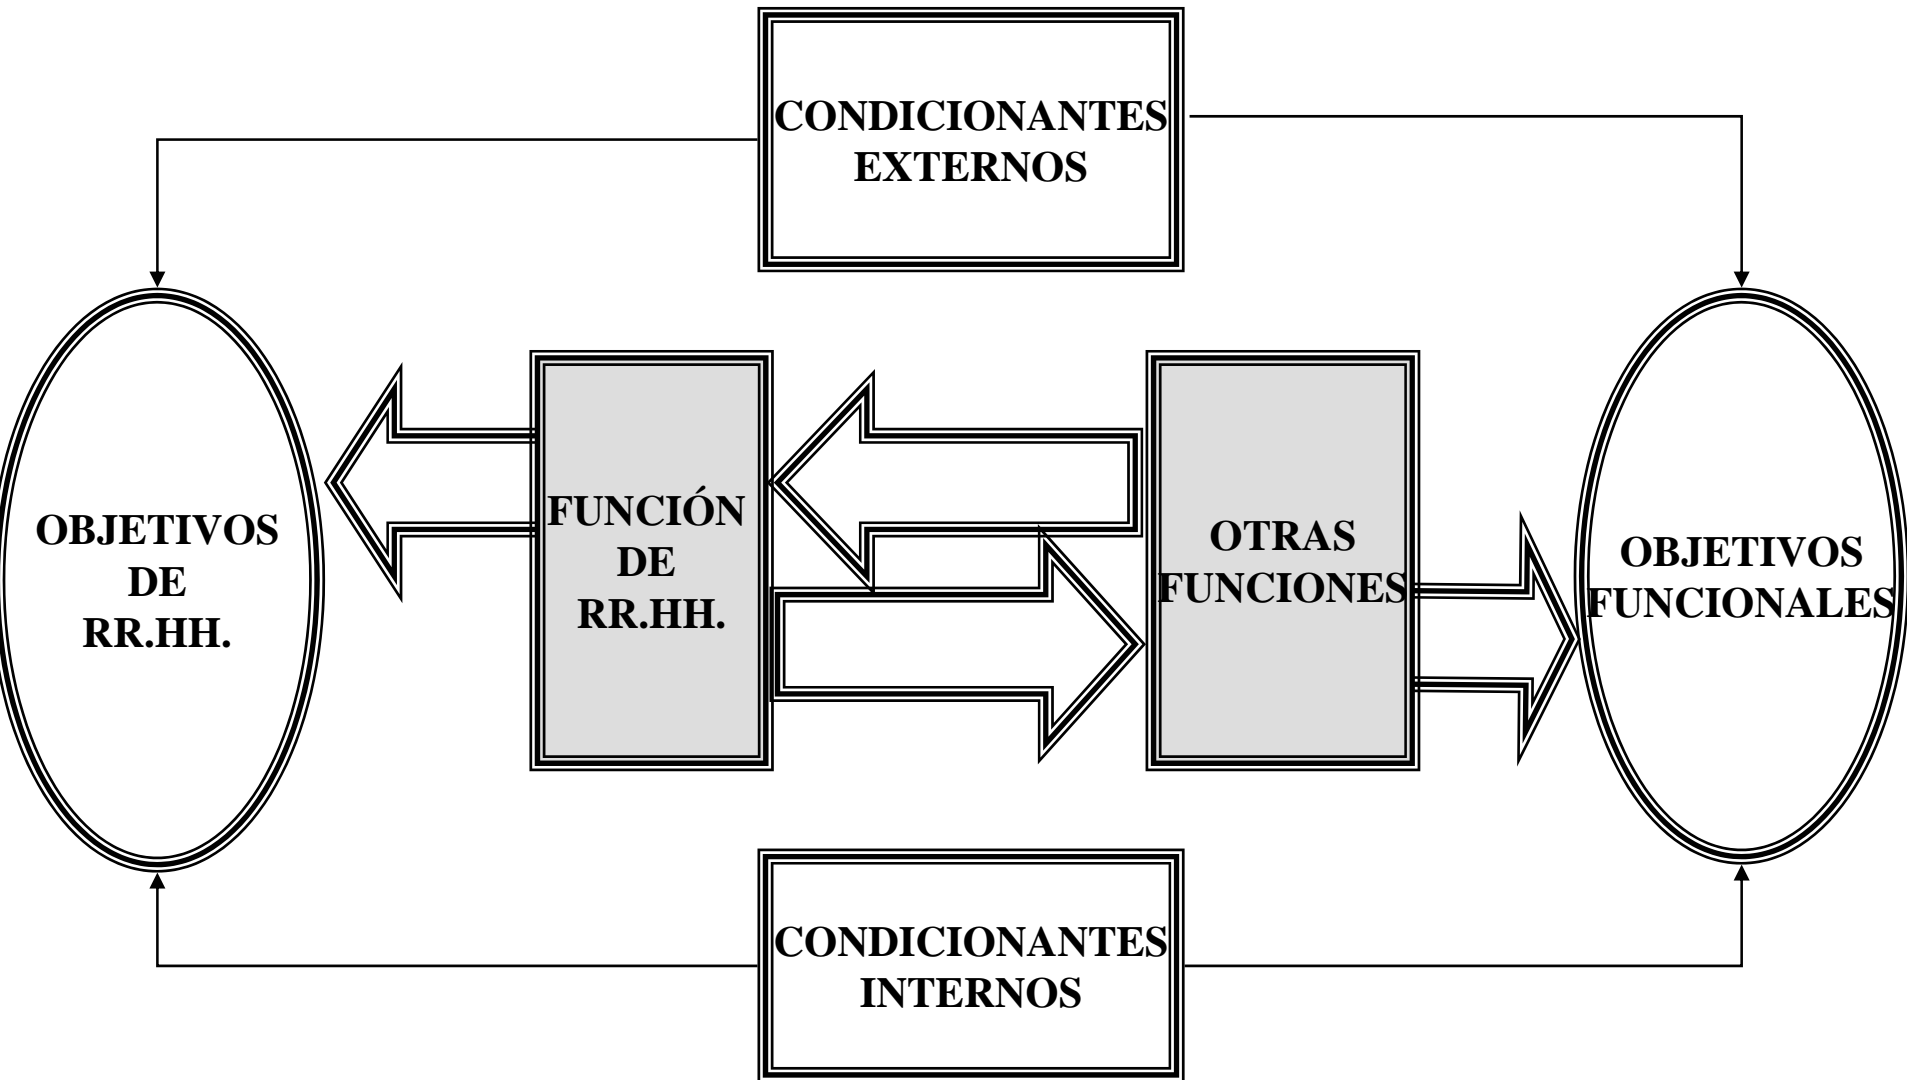 CONDICIONANTES
EXTERNOS
OBJETIVOS
DE
RR.HH.
FUNCIÓN
DE
RR.HH.
OTRAS
FUNCIONES
OBJETIVOS
FUNCIONALES
CONDICIONANTES
INTERNOS